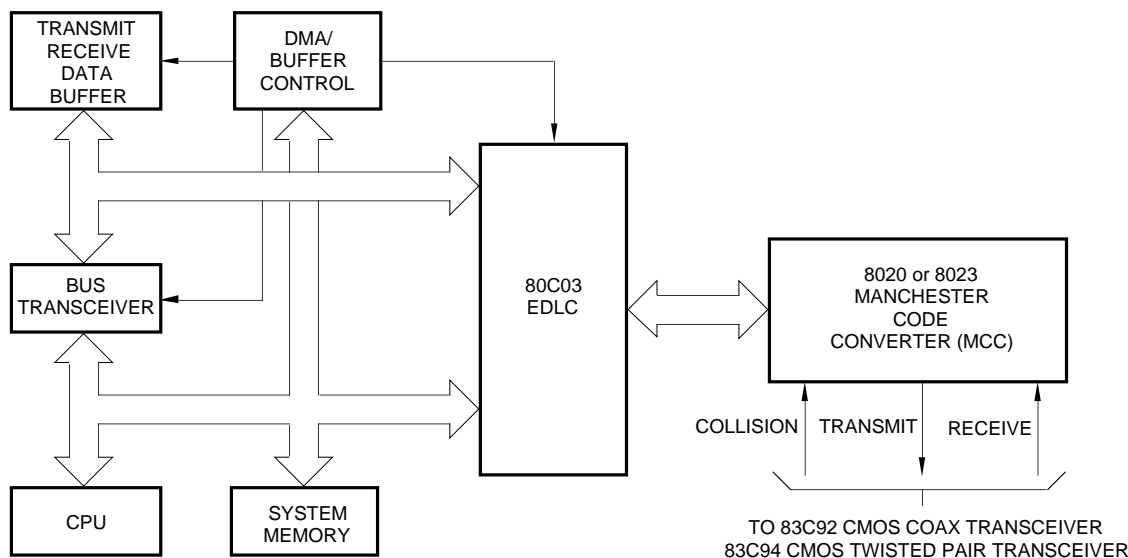 TRANSMIT
RECEIVE
DATA
BUFFER
DMA/
BUFFER
CONTROL
BUS
TRANSCEIVER
80C03
EDLC
8020 or 8023
MANCHESTER
CODE
CONVERTER (MCC)
COLLISION
TRANSMIT
RECEIVE
CPU
SYSTEM
MEMORY
TO 83C92 CMOS COAX TRANSCEIVER
83C94 CMOS TWISTED PAIR TRANSCEIVER